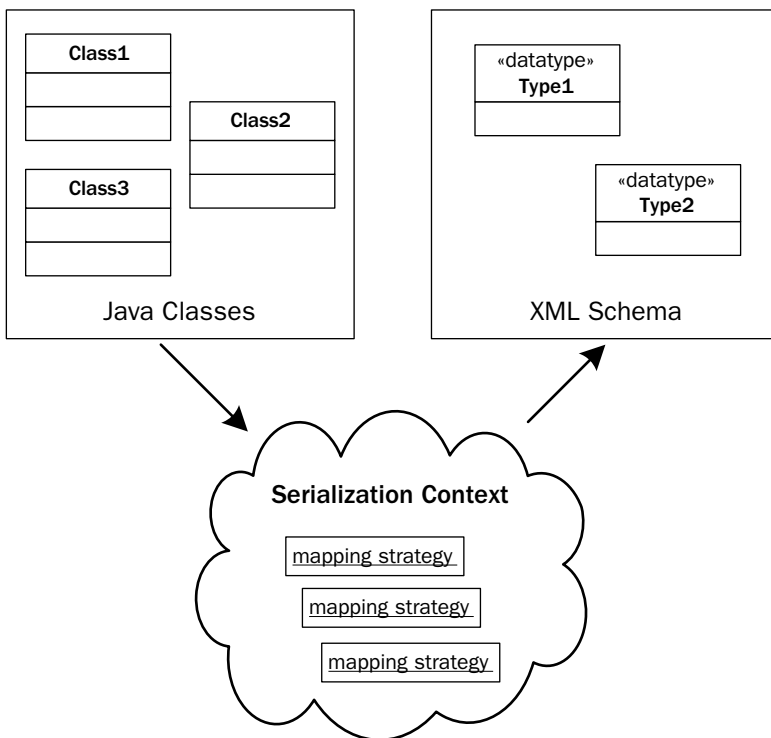 Class1
Class2
Class3
Java Classes
«datatype»
Type1
«datatype»
Type2
XML Schema
Serialization Context
mapping strategy
mapping strategy
mapping strategy